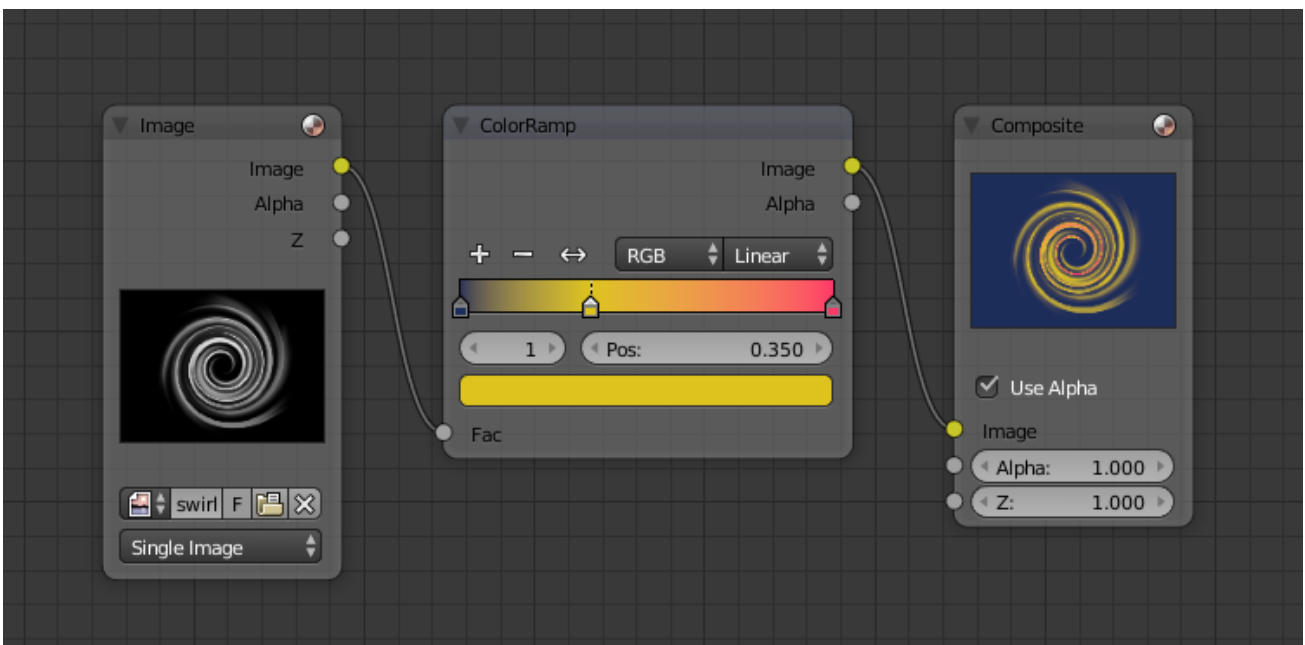 Image
Image
Alpha
Z
swirl F
Single Image
ColorRamp
Image
Alpha
RGB Linear
1 Pos: 0.350
Fac
Composite
Use Alpha
Image
Alpha: 1.000
Z: 1.000